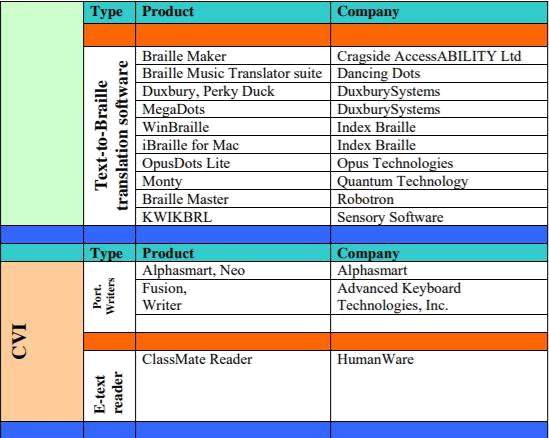 Type Product Company
Text-to-Braille
translation software
Braille Maker Cragside AccessABILITY Ltd
Braille Music Translator suite Dancing Dots
Duxbury, Perky Duck DuxburySystems
MegaDots DuxburySystems
WinBraille Index Braille
iBraille for Mac Index Braille
OpusDots Lite Opus Technologies
Monty Quantum Technology
Braille Master Robotron
KWIKBRL Sensory Software
Type Product Company
CVI
Port.
Writers
Alphasmart, Neo Alphasmart
Fusion, Advanced Keyboard
Writer Technologies, Inc.
E-text
reader
ClassMate Reader HumanWare